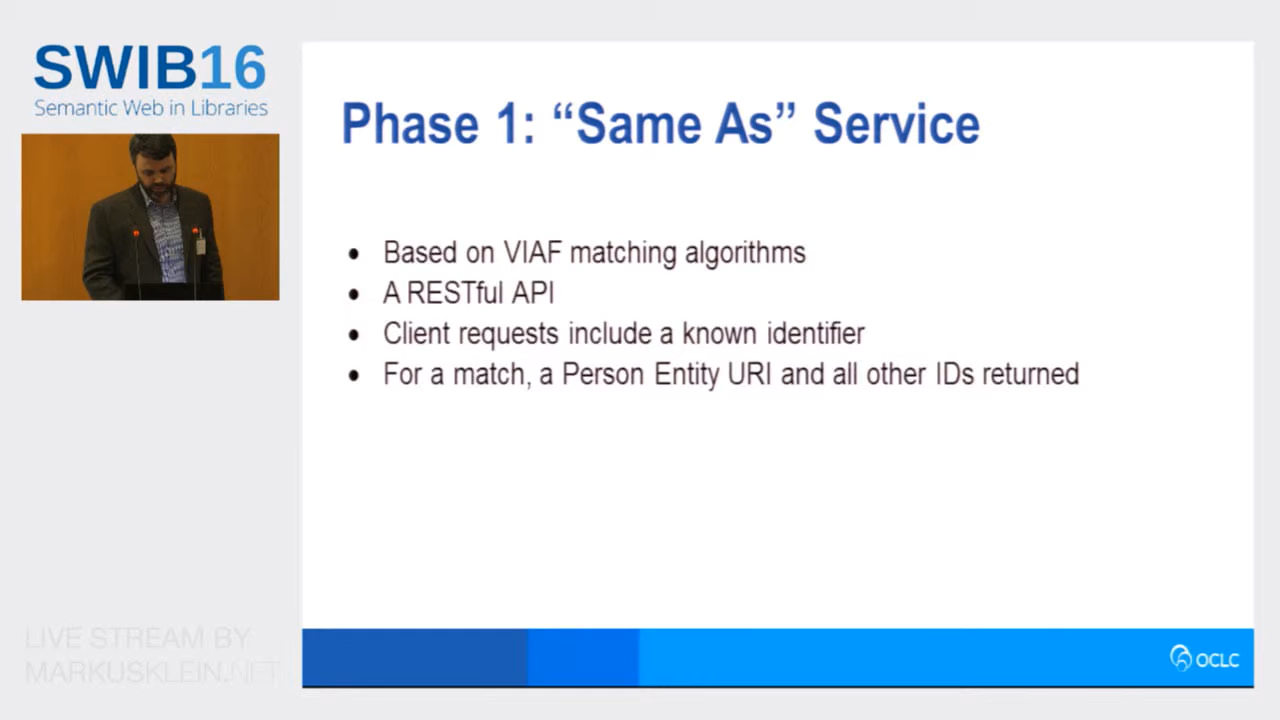 SWIB16
Semantic Web in Libraries
Phase 1: “Same As” Service
• Based on VIAF matching algorithms
• A RESTful API
• Client requests include a known identifier
• For a match, a Person Entity URI and all other IDs returned
LIVE STREAM BY
MARKUSKLEIN.NET
OCLC